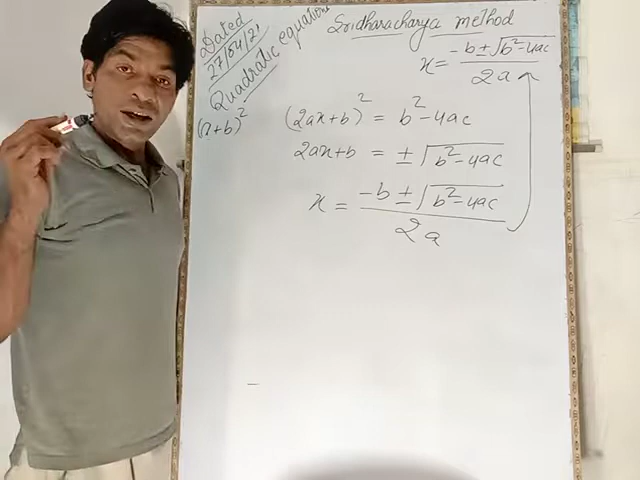 Dated
27/04/21
Quadratic equations
(a+b)²
Sridharacharya method
x = -b ± √b²-4ac / 2a
(2ax+b)² = b²-4ac
2ax+b = ± √b²-4ac
x = -b ± √b²-4ac / 2a